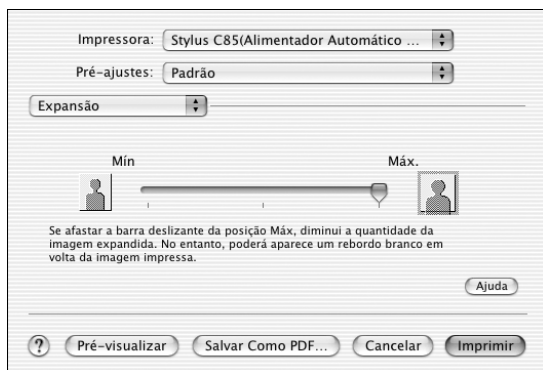 Impressora: Stylus C85(Alimentador Automático ...
Pré-ajustes: Padrão
Expansão
Mín Máx.
Se afastar a barra deslizante da posição Máx, diminui a quantidade da
imagem expandida. No entanto, poderá aparece um rebordo branco em
volta da imagem impressa.
Ajuda
? Pré-visualizar Salvar Como PDF... Cancelar Imprimir